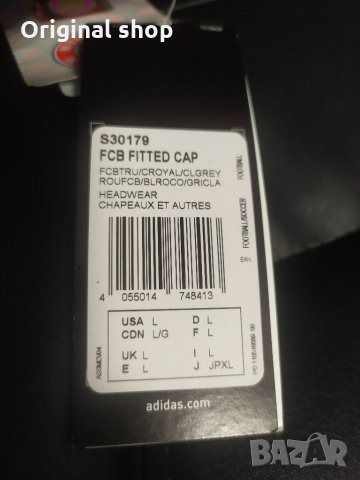 Original shop
S30179
FCB FITTED CAP
FCBTRU/CROYAL/CLGREY
ROUFCB/BLROCO/GRICLA
HEADWEAR
CHAPEAUX ET AUTRES
FOOTBALL
FOOTBALL/SOCCER
EAN
4 055014 748413
USA L D L
CDN L/G F L
UK L I L
E L J JPXL
adidas.com
BAZAR